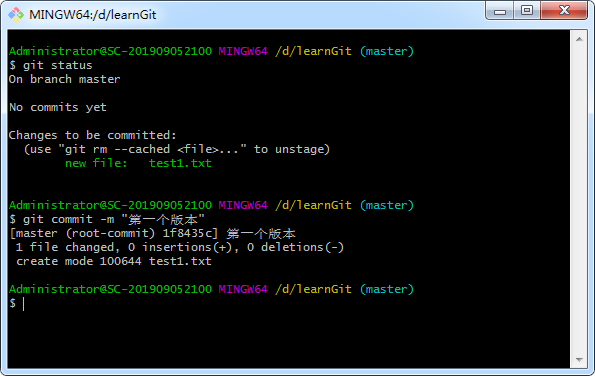 MINGW64:/d/learnGit
Administrator@SC-201909052100 MINGW64 /d/learnGit (master)
$ git status
On branch master
No commits yet
Changes to be committed:
  (use "git rm --cached <file>..." to unstage)
        new file:   test1.txt
Administrator@SC-201909052100 MINGW64 /d/learnGit (master)
$ git commit -m "第一个版本"
[master (root-commit) 1f8435c] 第一个版本
 1 file changed, 0 insertions(+), 0 deletions(-)
 create mode 100644 test1.txt
Administrator@SC-201909052100 MINGW64 /d/learnGit (master)
$